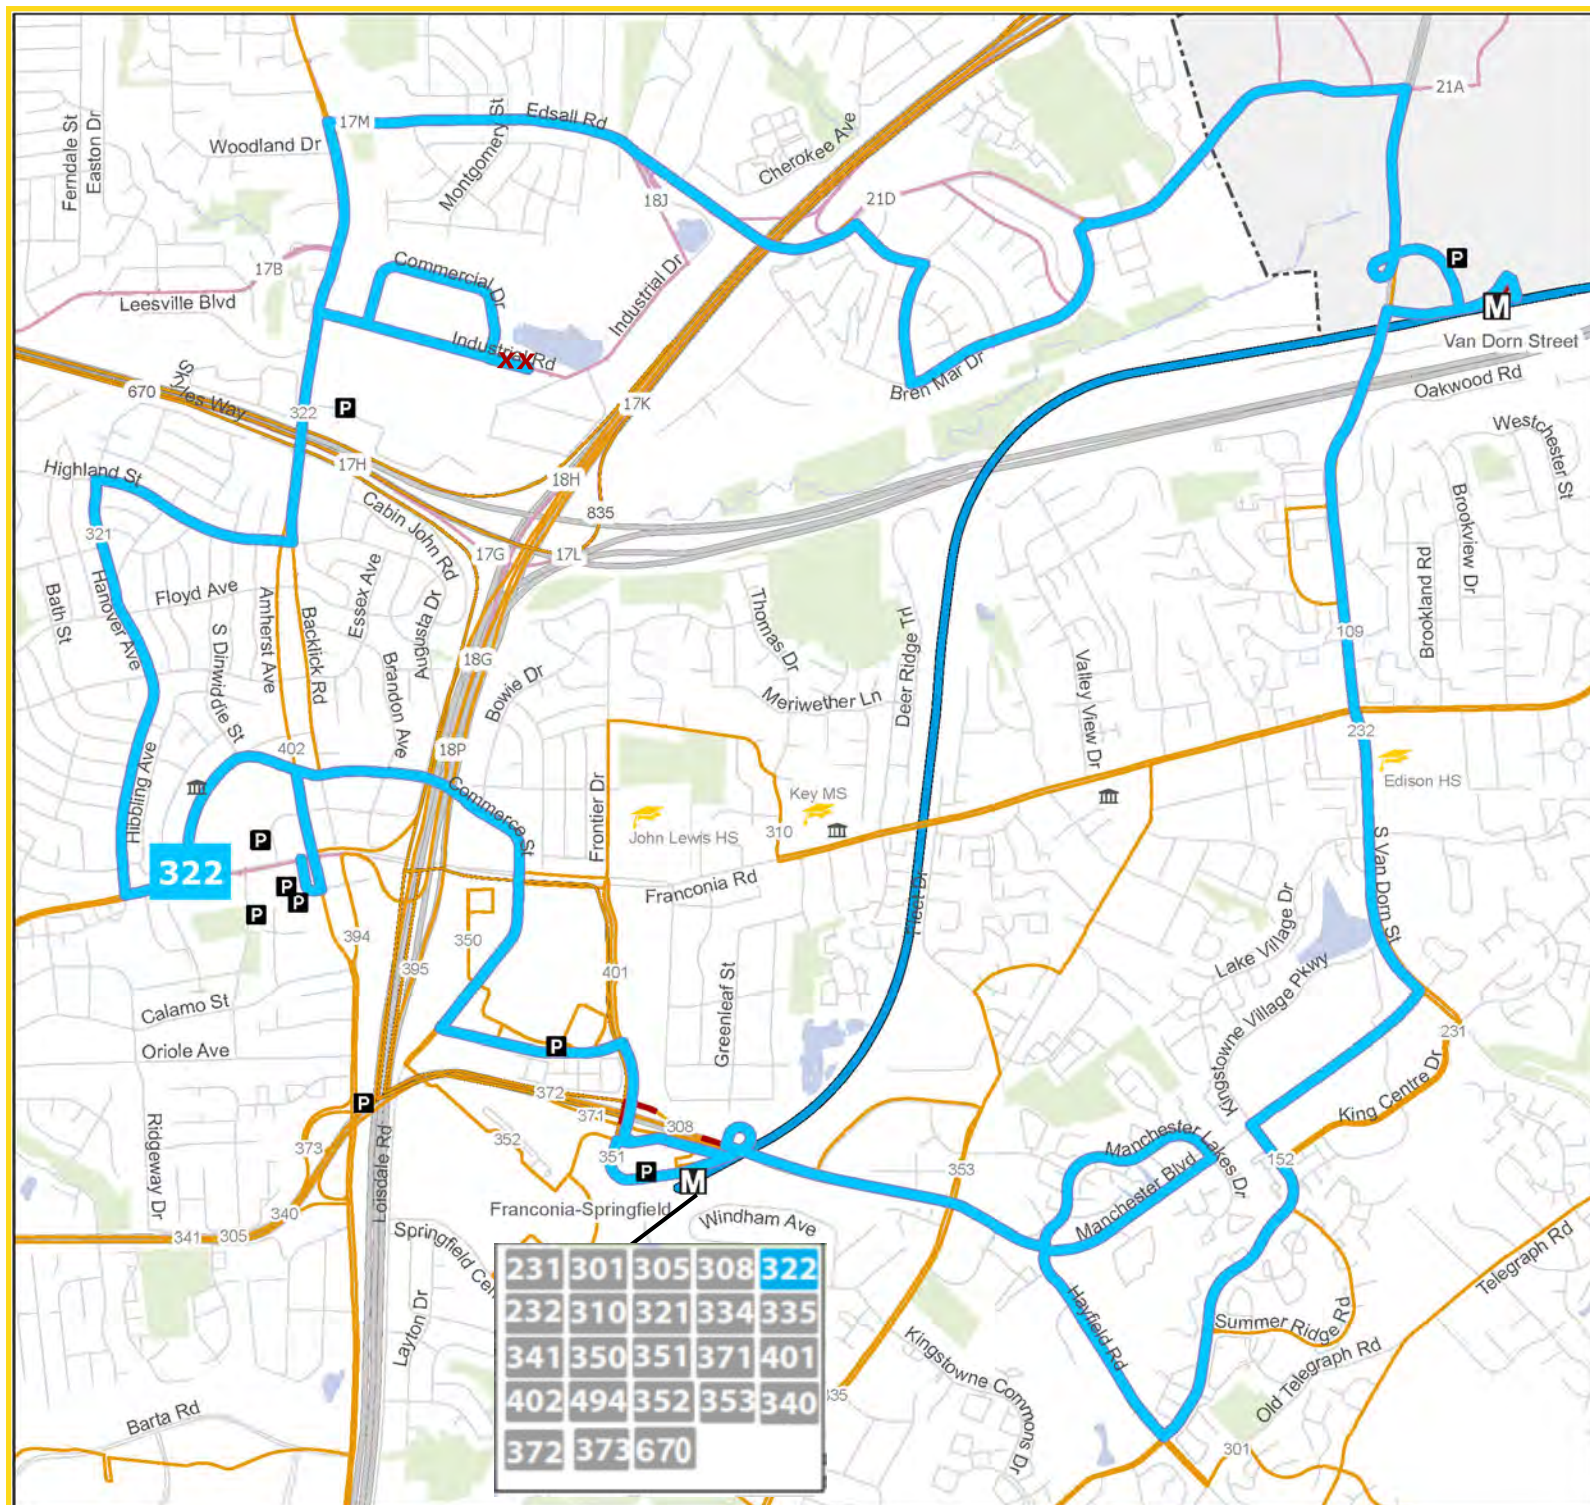 21A
17M
Edsall Rd
Montgomery St
Ferndale St
Easton Dr
Woodland Dr
Cherokee Ave
18J
21D
17B
Leesville Blvd
Commercial Dr
Industrial Dr
Industrial Rd
X X
P
M
Van Dorn Street
Bren Mar Dr
Oakwood Rd
Skyles Way
670
322
P
17K
Westchester St
Highland St
17H
18H
835
Cabin John Rd
17G
17L
321
Brookview Dr
Brookland Rd
Hanover Ave
Floyd Ave
Bath St
S Dinwiddie St
Amherst Ave
Backlick Rd
Essex Ave
Augusta Dr
Brandon Ave
18G
Bowie Dr
Thomas Dr
Meriwether Ln
Deer Ridge Trl
Valley View Dr
109
232
18P
402
Hibbling Ave
Commerce St
Frontier Dr
Key MS
John Lewis HS
310
Edison HS
P
322
Franconia Rd
Fleet Dr
S Van Dorn St
P
P
P
394
395
350
401
Greenleaf St
Lake Village Dr
Kingstowne Village Pkwy
Calamo St
Oriole Ave
P
231
King Centre Dr
P
372
371
308
Ridgeway Dr
373
352
351
P
M
353
Manchester Lakes Dr
Manchester Blvd
152
Loisdale Rd
340
341
305
Franconia-Springfield
Windham Ave
Springfield Cen
Hayfield Rd
Telegraph Rd
Summer Ridge Rd
Old Telegraph Rd
Layton Dr
Kingstowne Commons Dr
Barta Rd
335
301
231 301 305 308 322
232 310 321 334 335
341 350 351 371 401
402 494 352 353 340
372 373 670